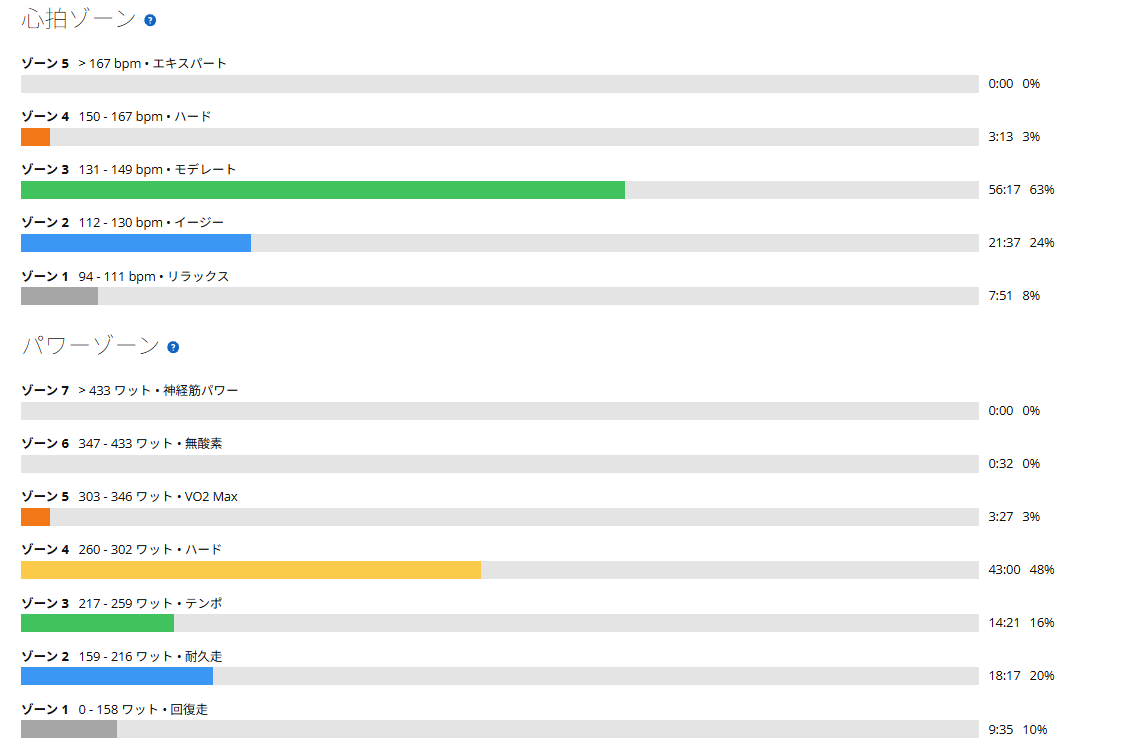 心拍ゾーン ?
ゾーン 5 > 167 bpm • エキスパート
0:00 0%
ゾーン 4 150 - 167 bpm • ハード
3:13 3%
ゾーン 3 131 - 149 bpm • モデレート
56:17 63%
ゾーン 2 112 - 130 bpm • イージー
21:37 24%
ゾーン 1 94 - 111 bpm • リラックス
7:51 8%
パワーゾーン ?
ゾーン 7 > 433 ワット • 神経筋パワー
0:00 0%
ゾーン 6 347 - 433 ワット • 無酸素
0:32 0%
ゾーン 5 303 - 346 ワット • VO2 Max
3:27 3%
ゾーン 4 260 - 302 ワット • ハード
43:00 48%
ゾーン 3 217 - 259 ワット • テンポ
14:21 16%
ゾーン 2 159 - 216 ワット • 耐久走
18:17 20%
ゾーン 1 0 - 158 ワット • 回復走
9:35 10%